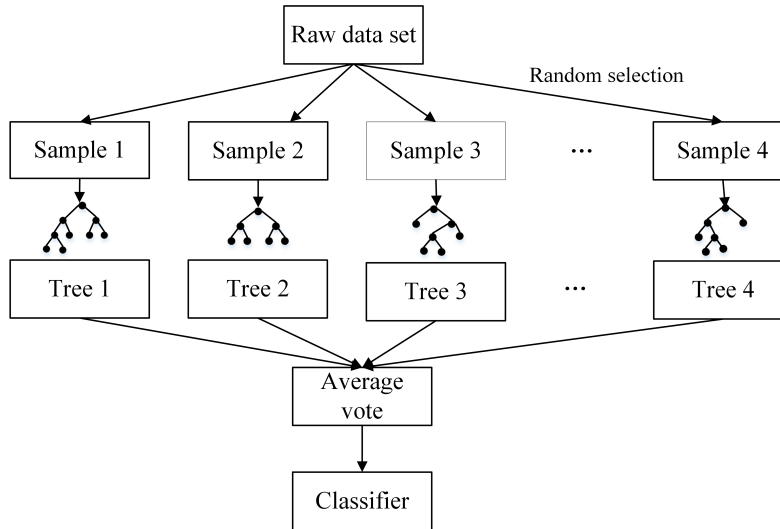 Raw data set
Random selection
Sample 1
Sample 2
Sample 3
...
Sample 4
Tree 1
Tree 2
Tree 3
...
Tree 4
Average
vote
Classifier